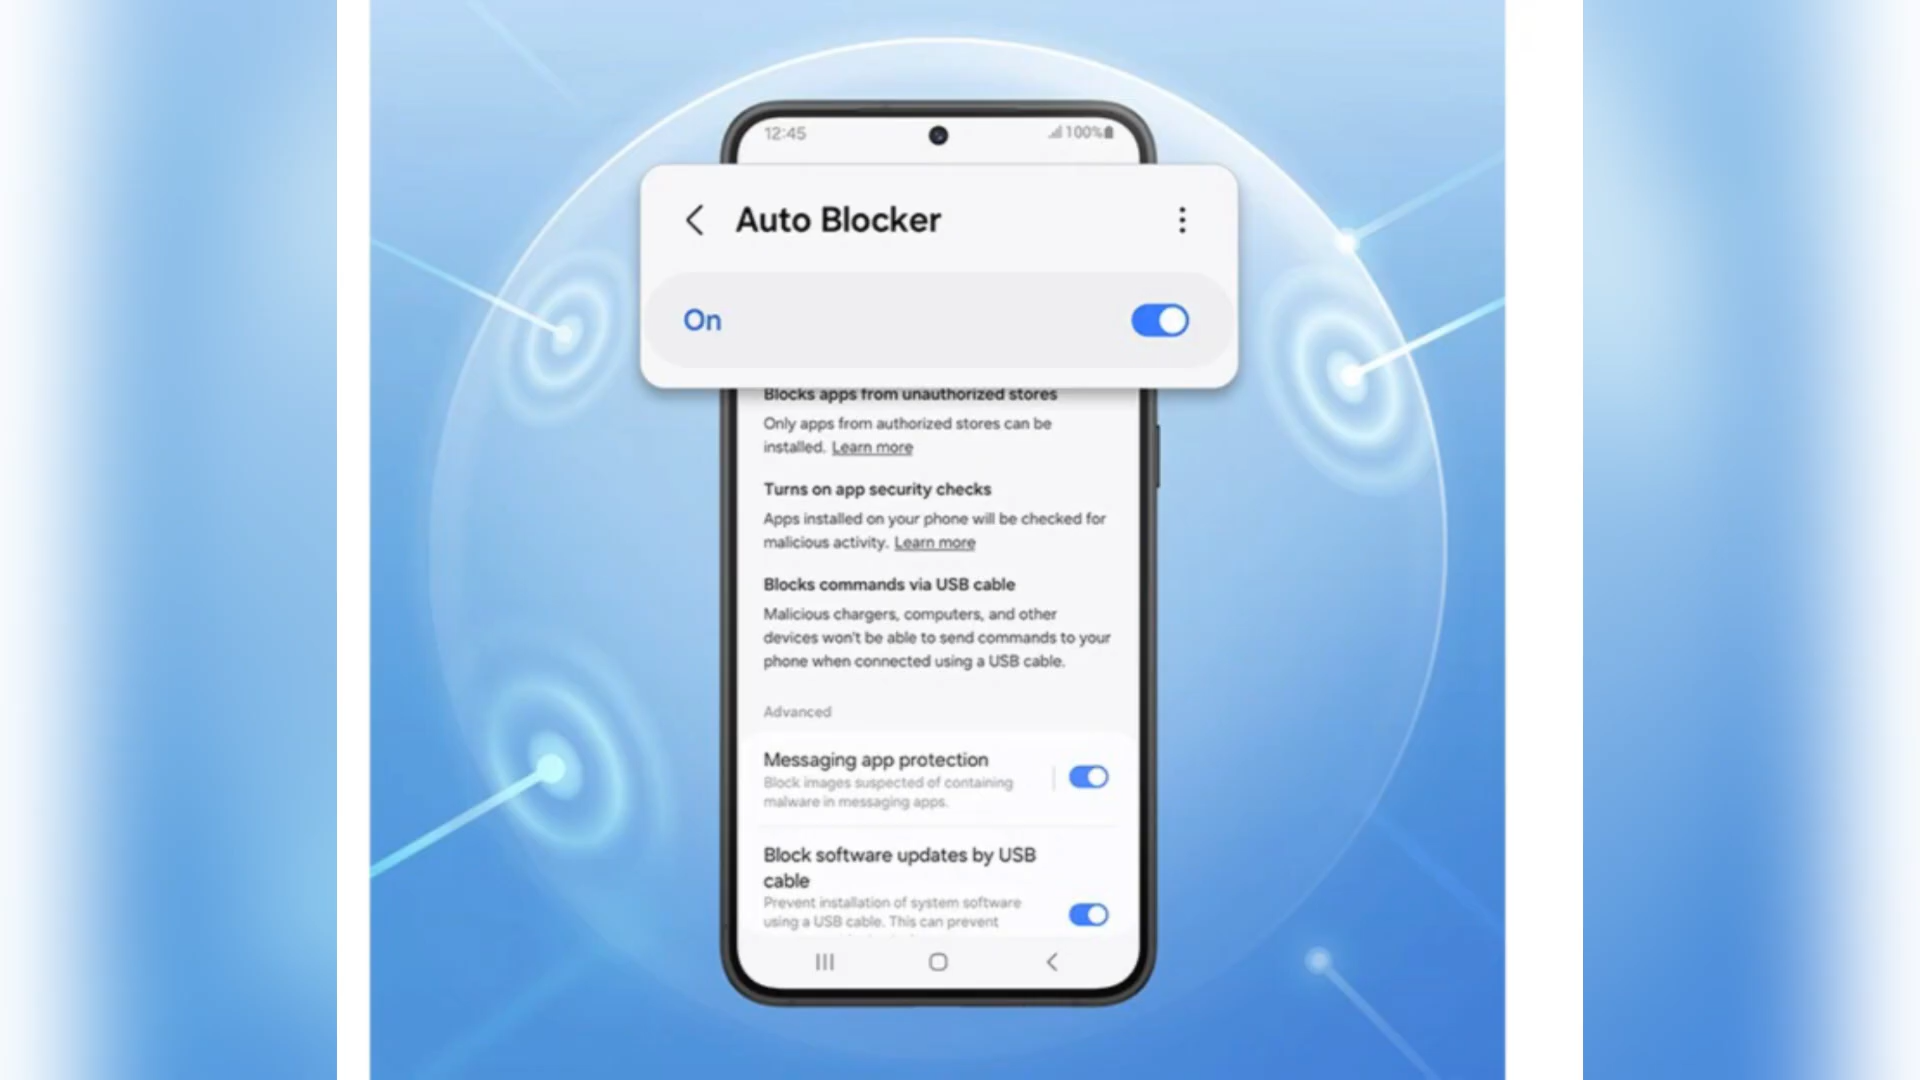 12:45
100%
Auto Blocker
On
Blocks apps from unauthorized stores
Only apps from authorized stores can be
installed. Learn more
Turns on app security checks
Apps installed on your phone will be checked for
malicious activity. Learn more
Blocks commands via USB cable
Malicious chargers, computers, and other
devices won't be able to send commands to your
phone when connected using a USB cable.
Advanced
Messaging app protection
Block images suspected of containing
malware in messaging apps.
Block software updates by USB
cable
Prevent installation of system software
using a USB cable. This can prevent